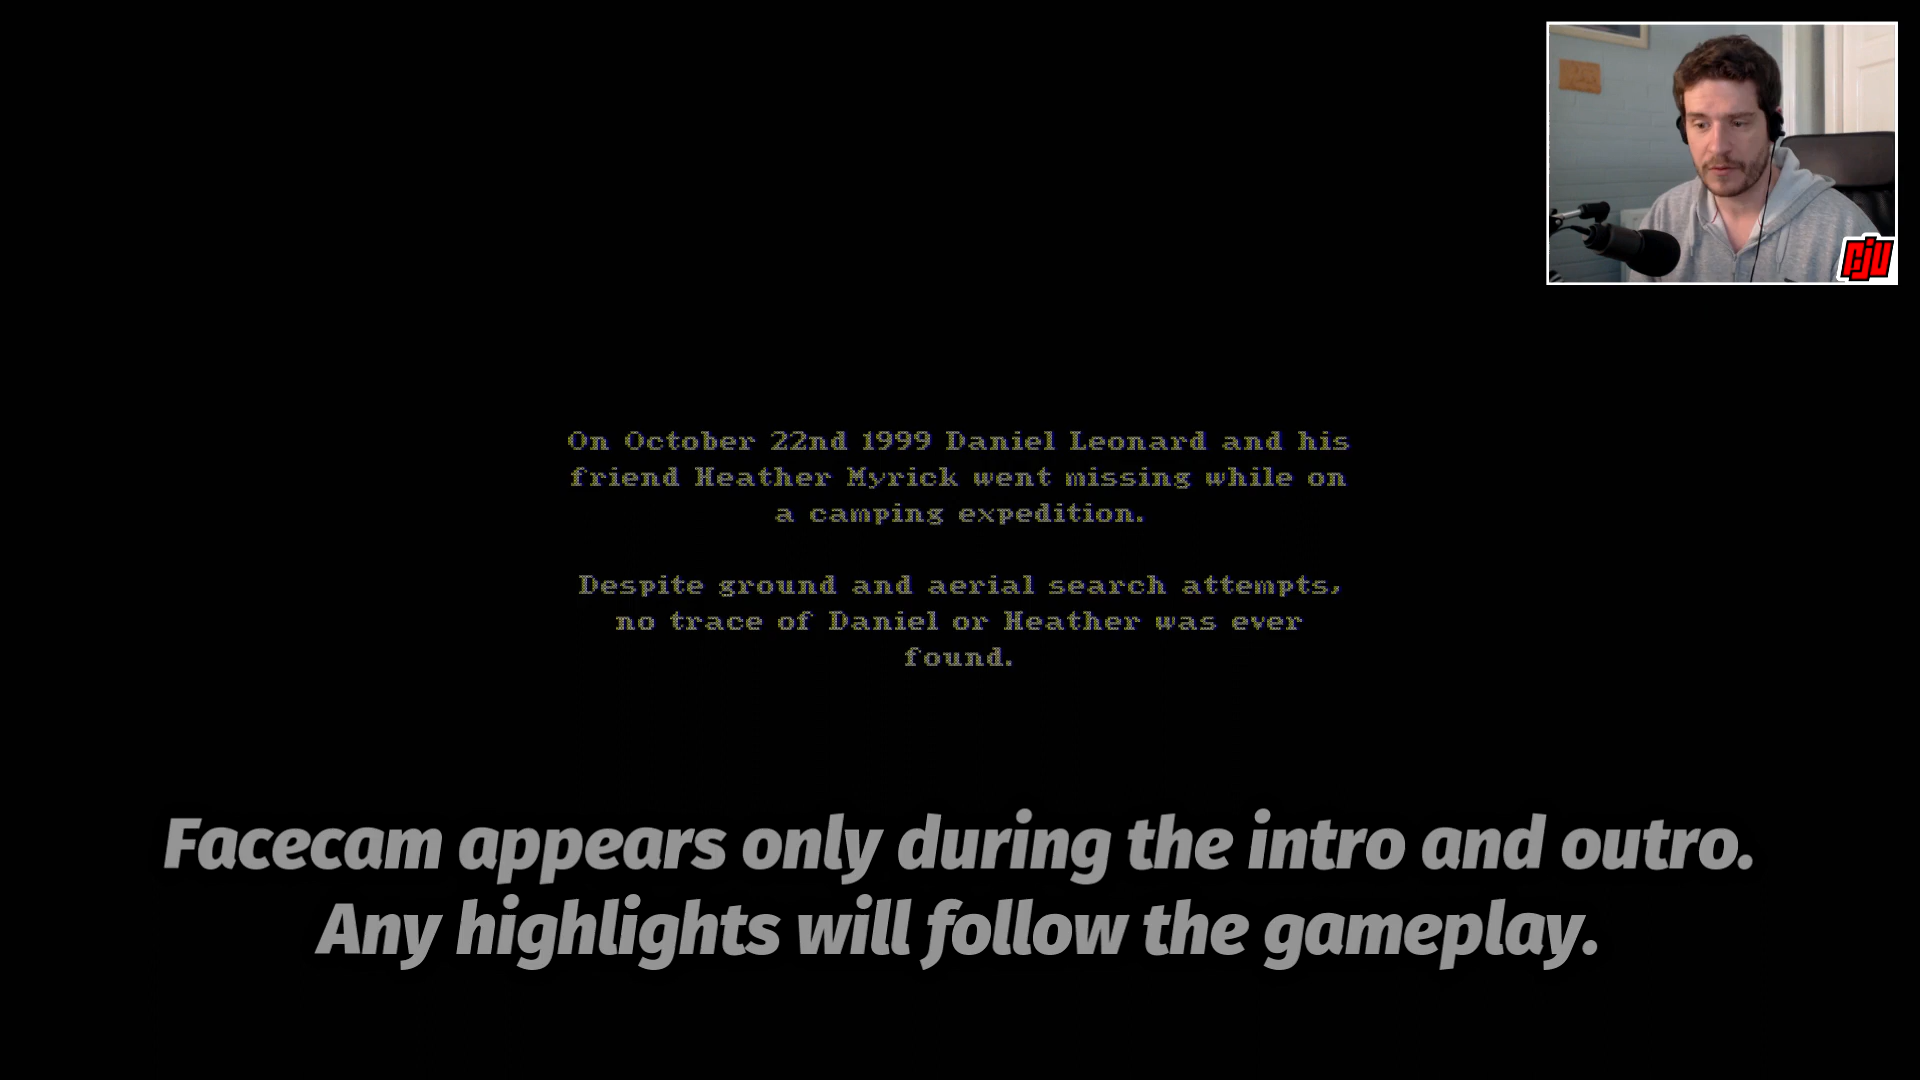 On October 22nd 1999 Daniel Leonard and his
friend Heather Myrick went missing while on
a camping expedition.
Despite ground and aerial search attempts,
no trace of Daniel or Heather was ever
found.
Facecam appears only during the intro and outro.
Any highlights will follow the gameplay.